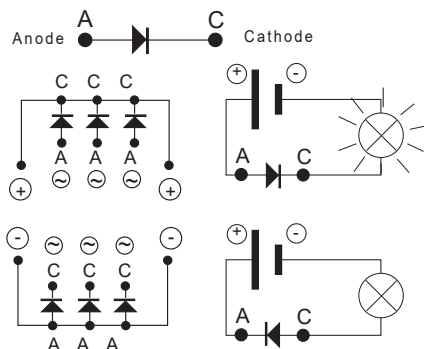 Anode A C Cathode
C C C
A A A
~ ~ ~
+ +
+ -
A C
- ~ ~ ~ -
C C C
A A A
+ -
A C